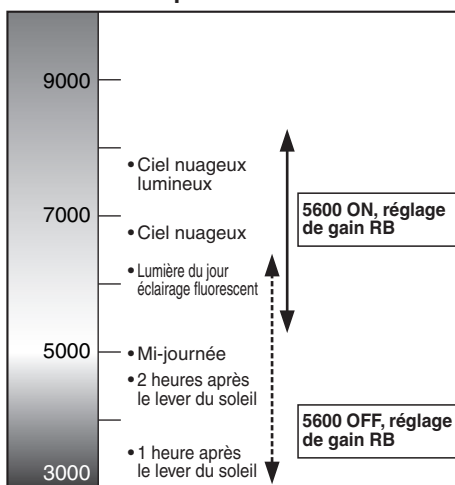 9000
• Ciel nuageux
lumineux
7000
5600 ON, réglage
de gain RB
• Ciel nuageux
• Lumière du jour
éclairage fluorescent
5000
• Mi-journée
• 2 heures après
le lever du soleil
5600 OFF, réglage
de gain RB
• 1 heure après
le lever du soleil
3000